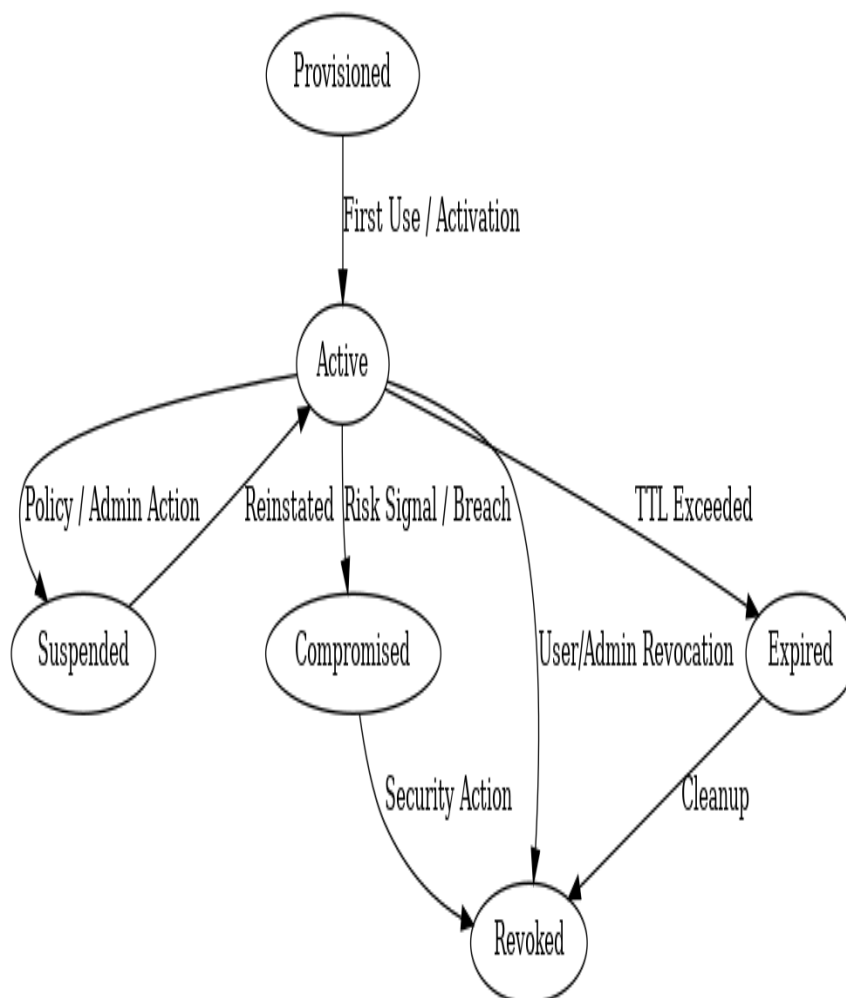 Provisioned
First Use / Activation
Active
Policy / Admin Action
Reinstated
Risk Signal / Breach
TTL Exceeded
Suspended
Compromised
User/Admin Revocation
Expired
Security Action
Cleanup
Revoked